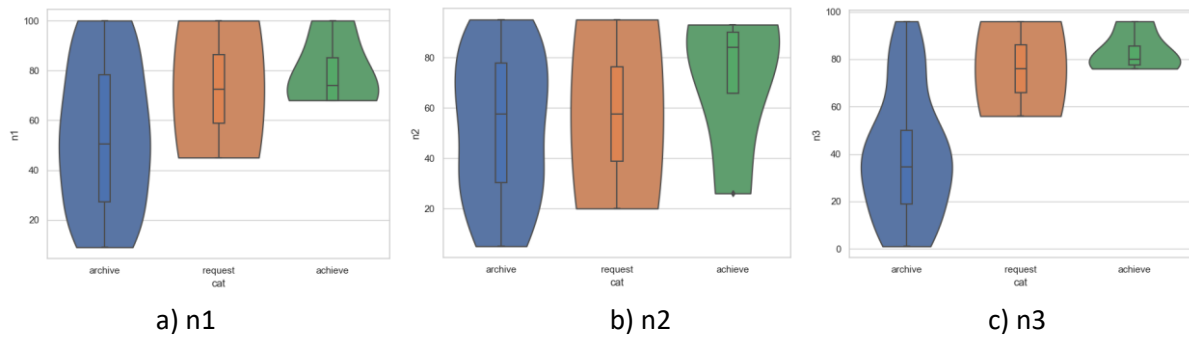 100
80
60
40
20
n1
archive
request
achieve
cat
a) n1
80
60
40
20
n2
archive
request
achieve
cat
b) n2
100
80
60
40
20
0
n3
archive
request
achieve
cat
c) n3